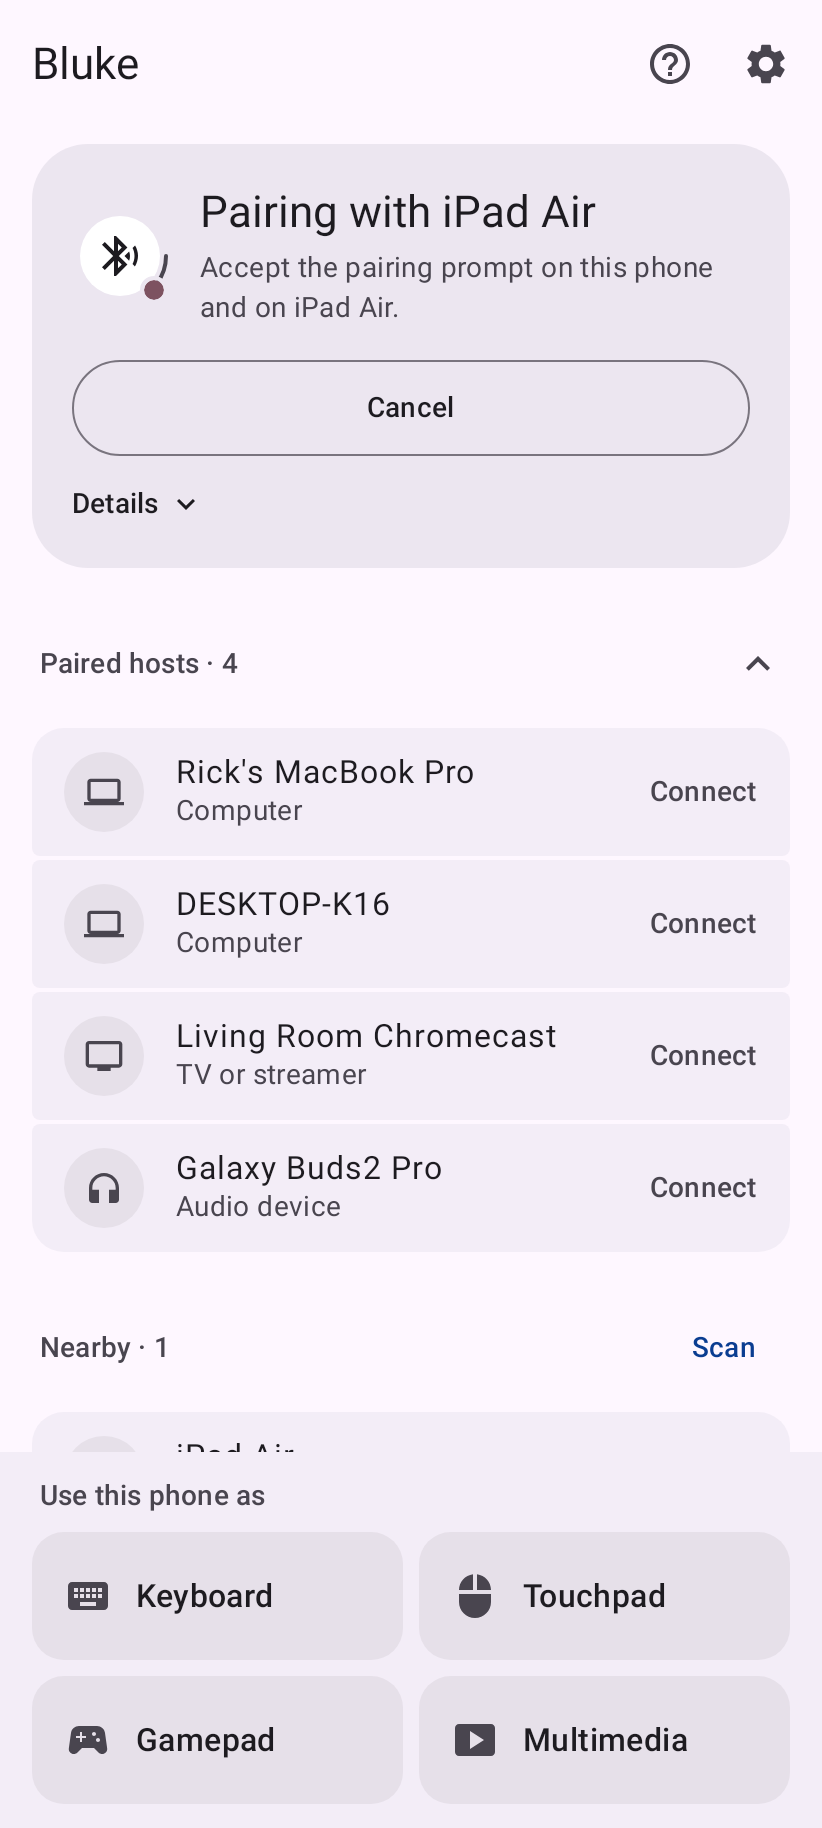 Bluke
Pairing with iPad Air
Accept the pairing prompt on this phone
and on iPad Air.
Cancel
Details
Paired hosts · 4
Rick's MacBook Pro
Computer
Connect
DESKTOP-K16
Computer
Connect
Living Room Chromecast
TV or streamer
Connect
Galaxy Buds2 Pro
Audio device
Connect
Nearby · 1
Scan
iPad Air
Use this phone as
Keyboard
Touchpad
Gamepad
Multimedia